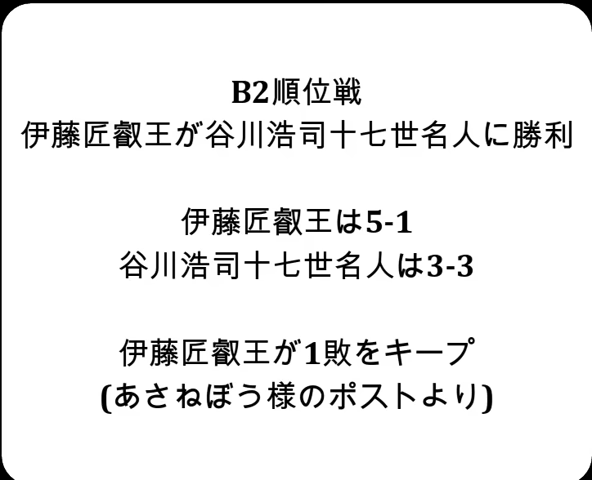 B2順位戦
伊藤匠叡王が谷川浩司十七世名人に勝利
伊藤匠叡王は5-1
谷川浩司十七世名人は3-3
伊藤匠叡王が1敗をキープ
(あさねぼう様のポストより)